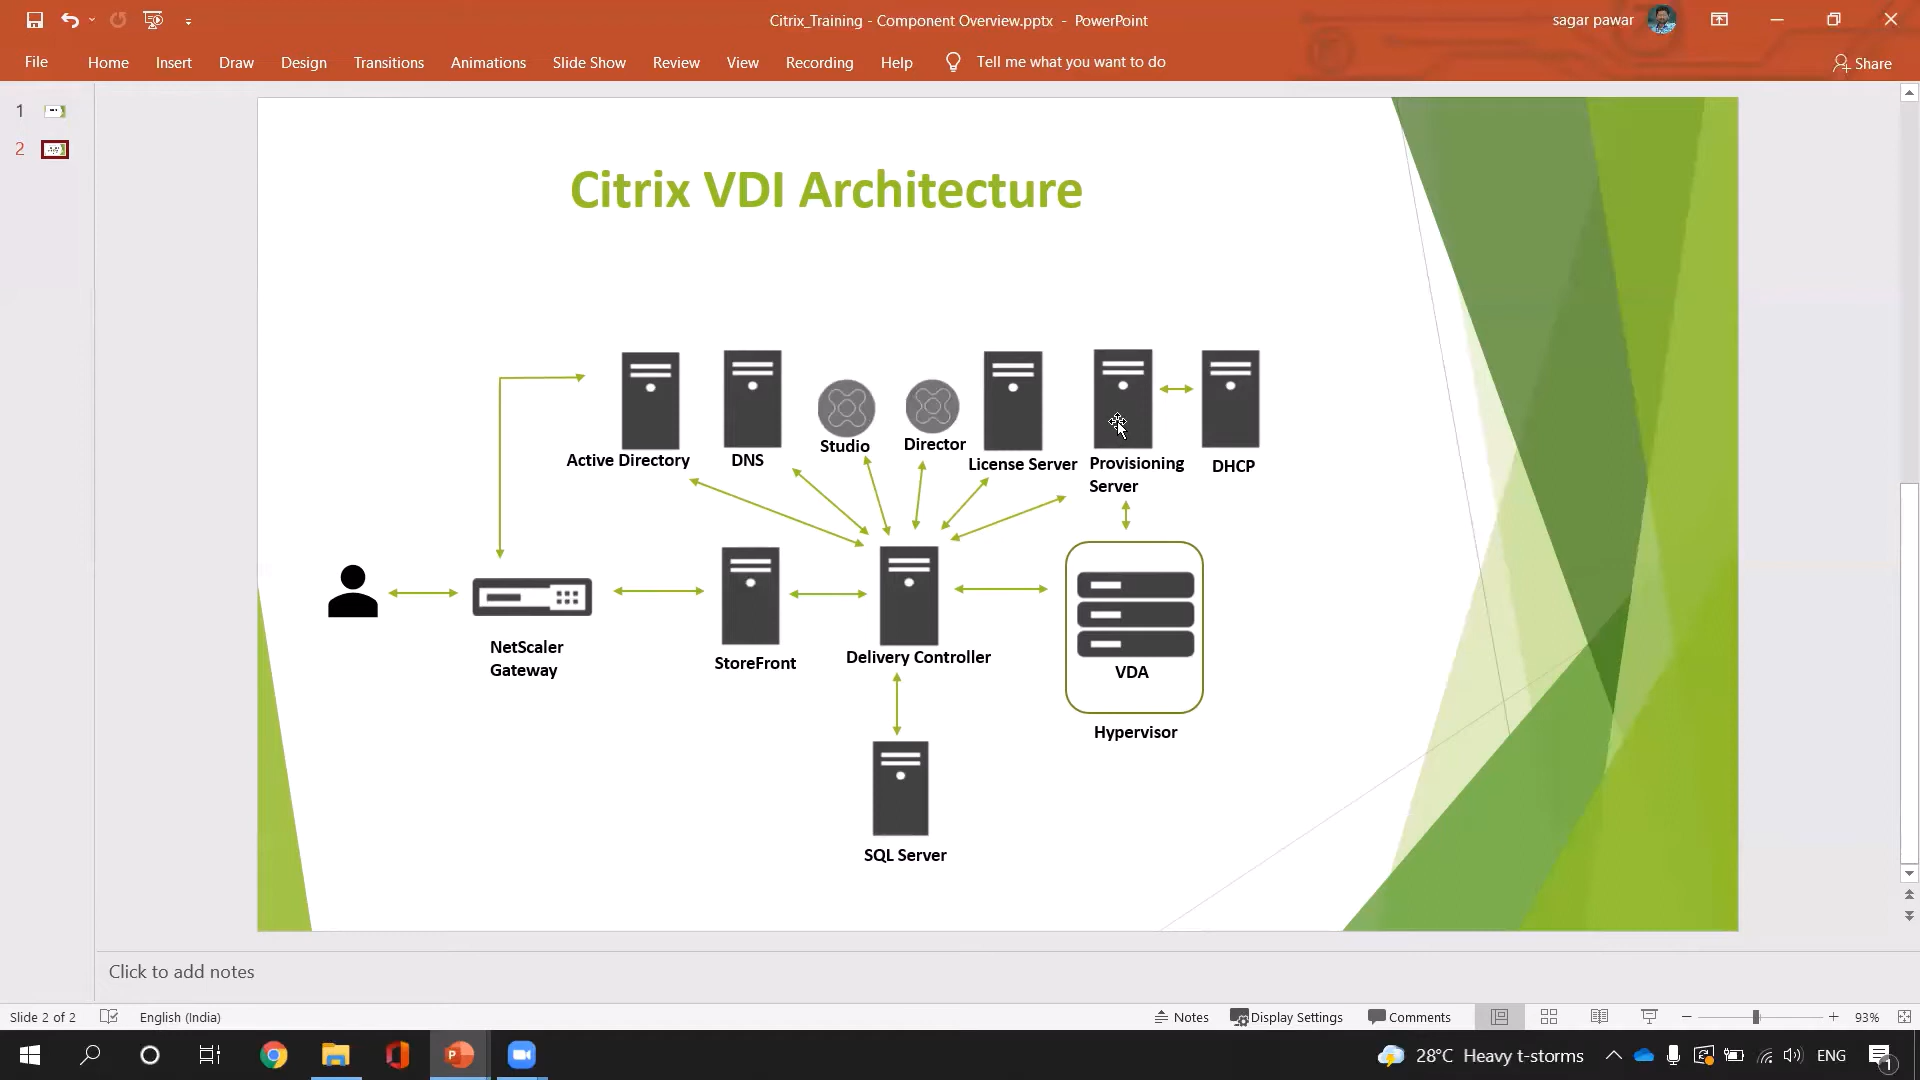 Citrix_Training - Component Overview.pptx - PowerPoint
sagar pawar
File Home Insert Draw Design Transitions Animations Slide Show Review View Recording Help Tell me what you want to do
Share
1
2
Citrix VDI Architecture
Active Directory
DNS
Studio
Director
License Server
Provisioning
Server
DHCP
NetScaler
Gateway
StoreFront
Delivery Controller
VDA
Hypervisor
SQL Server
Click to add notes
Slide 2 of 2 English (India) Notes Display Settings Comments 93%
28°C Heavy t-storms ENG 1